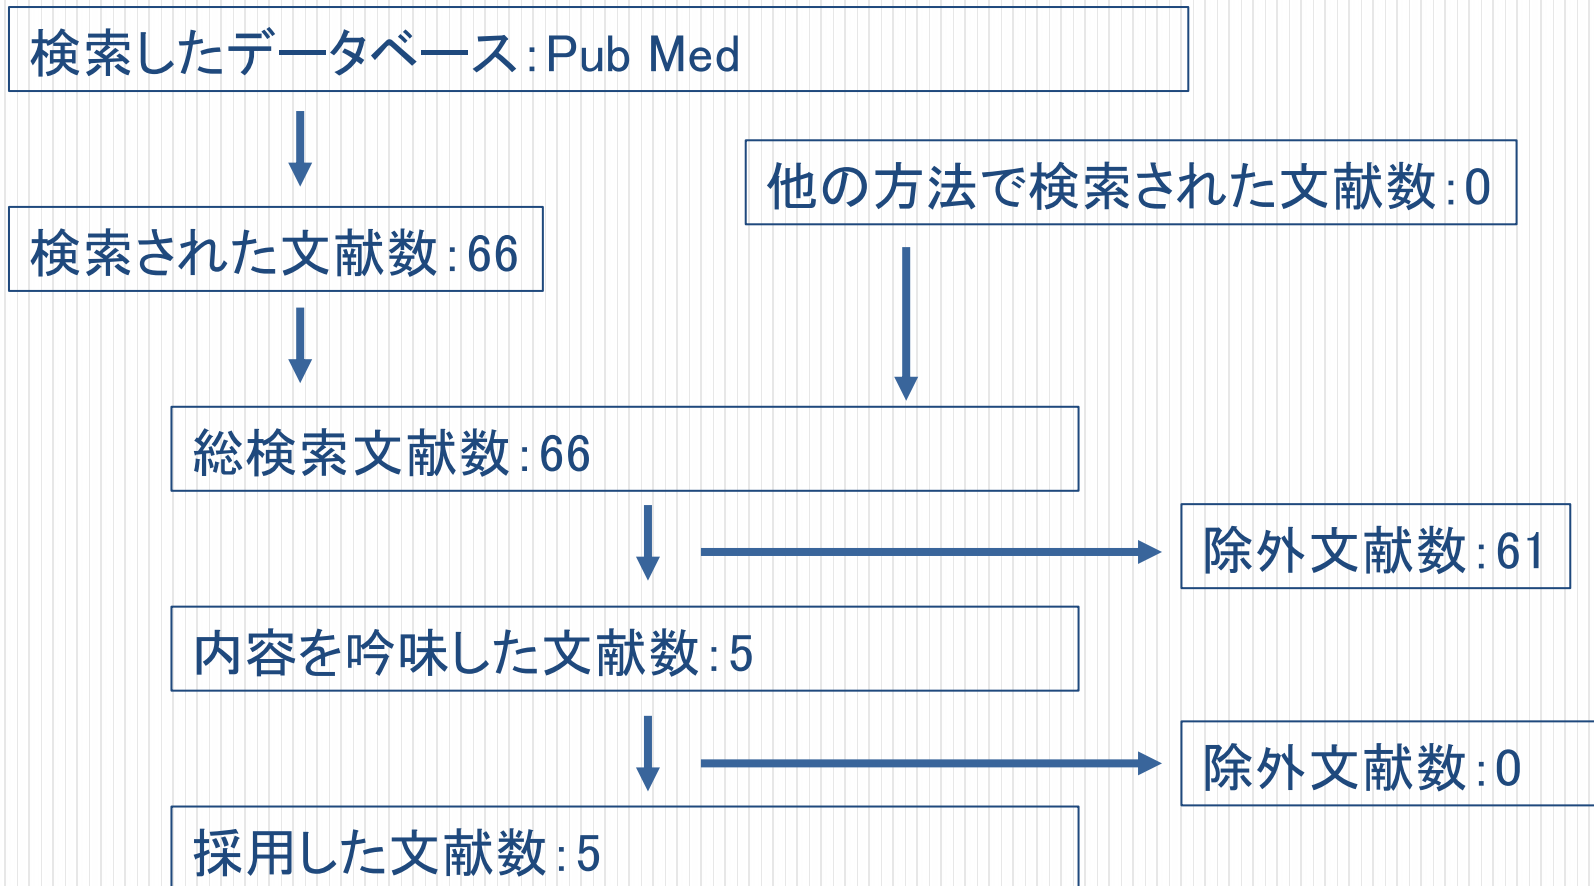 検索したデータベース:Pub Med
他の方法で検索された文献数:0
検索された文献数:66
総検索文献数:66
除外文献数:61
内容を吟味した文献数:5
除外文献数:0
採用した文献数:5